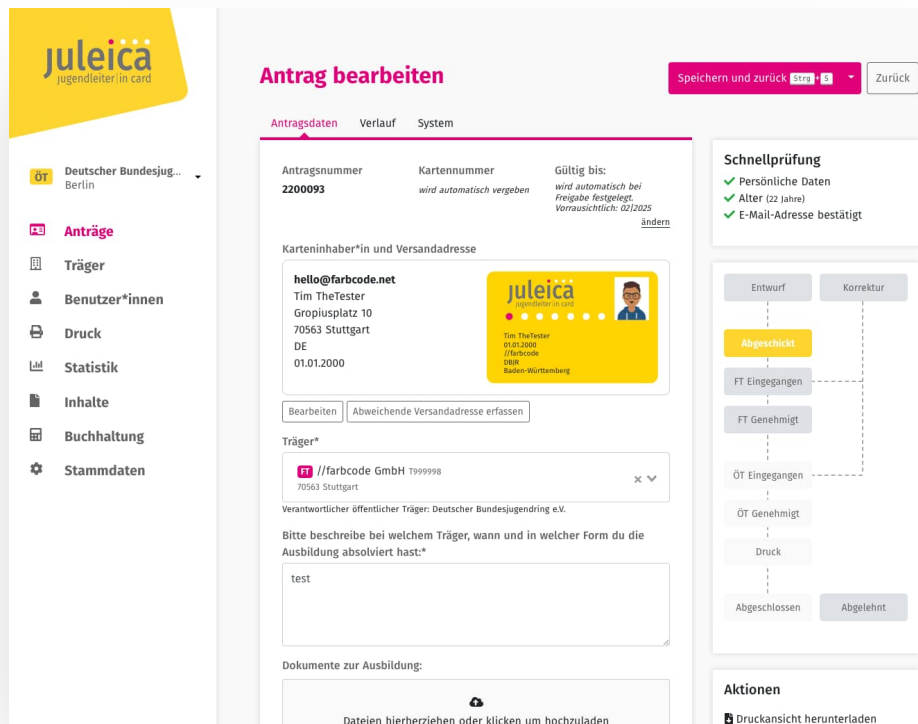 juleica
jugendleiter|in card
ÖT
Deutscher Bundesjug...
Berlin
Anträge
Träger
Benutzer*innen
Druck
Statistik
Inhalte
Buchhaltung
Stammdaten
Antrag bearbeiten
Speichern und zurück Strg+S
Zurück
Antragsdaten Verlauf System
Antragsnummer
2200093
Kartennummer
wird automatisch vergeben
Gültig bis:
wird automatisch bei
Freigabe festgelegt.
Vorrausichtlich: 02|2025
ändern
Karteninhaber*in und Versandadresse
hello@farbcode.net
Tim TheTester
Gropiusplatz 10
70563 Stuttgart
DE
01.01.2000
juleica
jugendleiter|in card
Tim TheTester
01.01.2000
//farbcode
DBJR
Baden-Württemberg
Bearbeiten
Abweichende Versandadresse erfassen
Träger*
FT //farbcode GmbH T999998
70563 Stuttgart
Verantwortlicher öffentlicher Träger: Deutscher Bundesjugendring e.V.
Bitte beschreibe bei welchem Träger, wann und in welcher Form du die
Ausbildung absolviert hast:*
test
Dokumente zur Ausbildung:
Dateien hierherziehen oder klicken um hochzuladen
Schnellprüfung
Persönliche Daten
Alter (22 Jahre)
E-Mail-Adresse bestätigt
Entwurf
Korrektur
Abgeschickt
FT Eingegangen
FT Genehmigt
ÖT Eingegangen
ÖT Genehmigt
Druck
Abgeschlossen
Abgelehnt
Aktionen
Druckansicht herunterladen